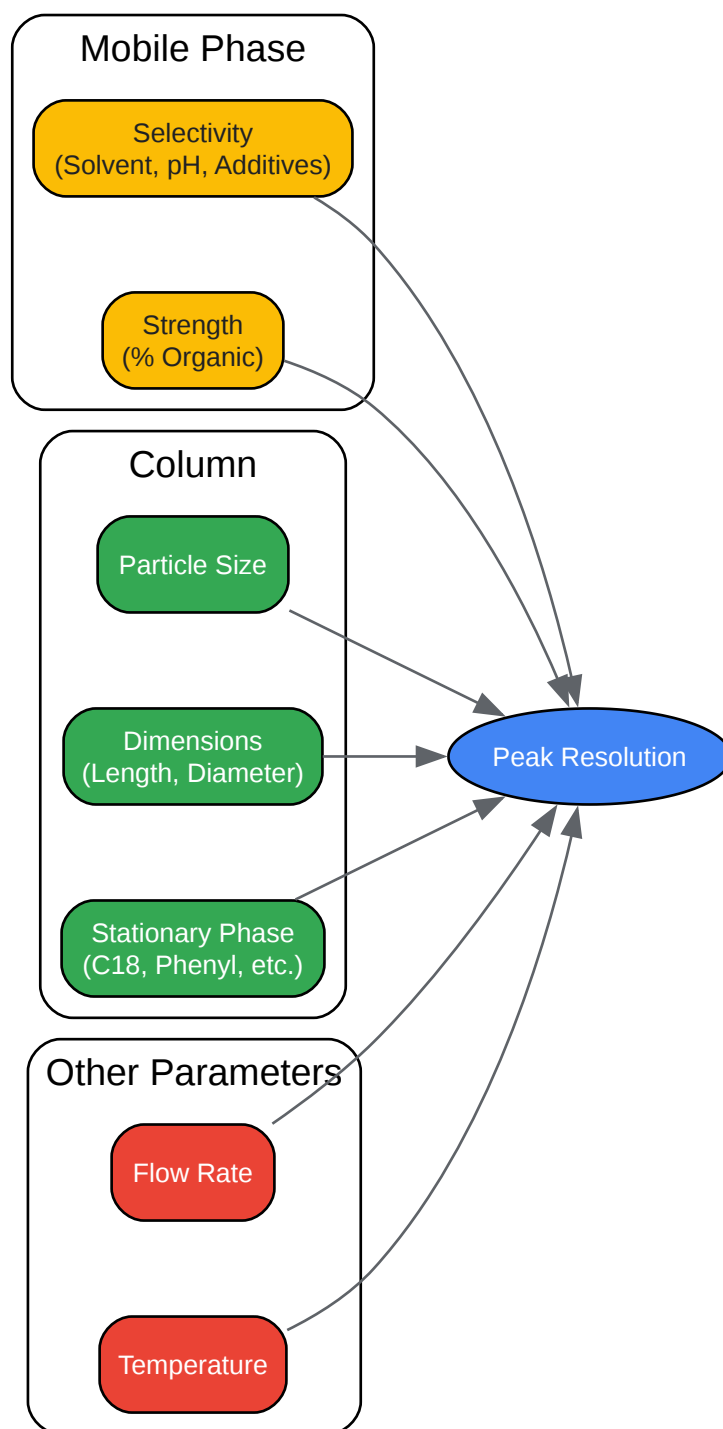 Mobile Phase
Selectivity
(Solvent, pH, Additives)
Strength
(% Organic)
Column
Particle Size
Dimensions
(Length, Diameter)
Peak Resolution
Stationary Phase
(C18, Phenyl, etc.)
Other Parameters
Flow Rate
Temperature